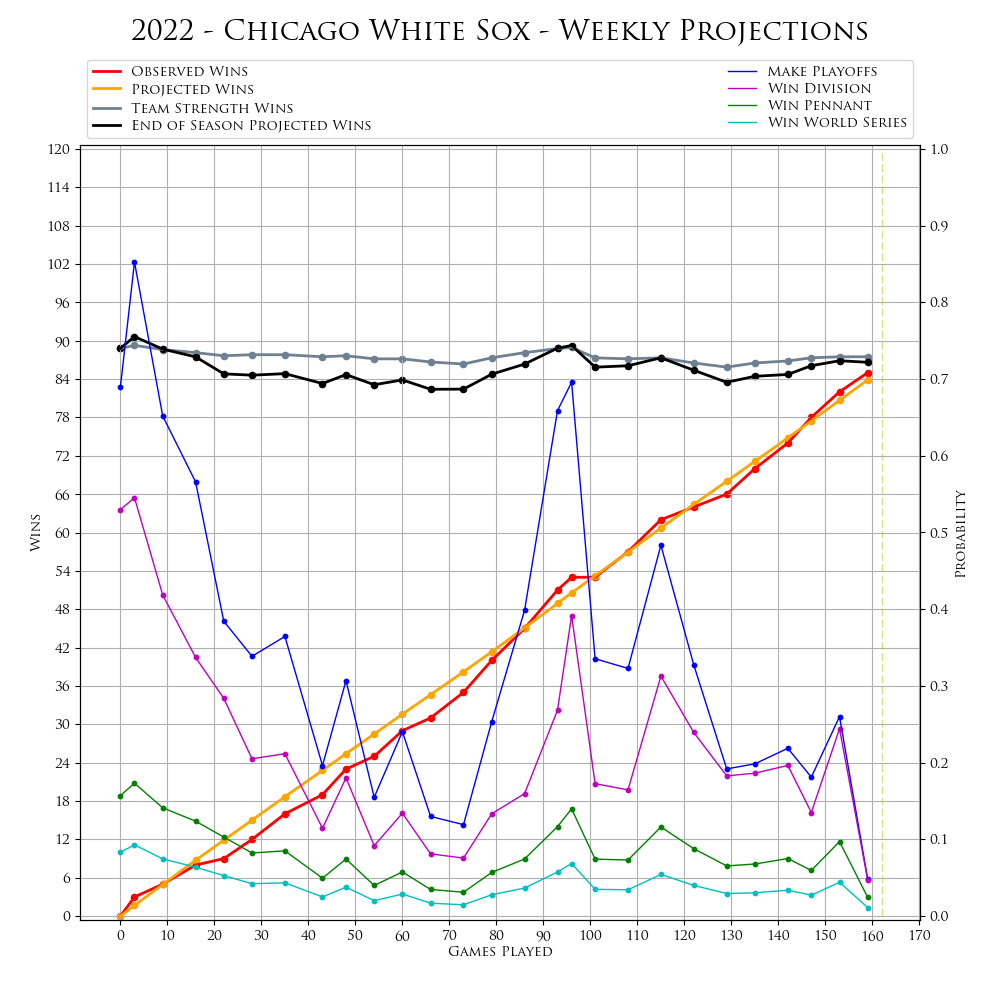 2022 - Chicago White Sox - Weekly Projections
Observed Wins
Projected Wins
Team Strength Wins
End of Season Projected Wins
Make Playoffs
Win Division
Win Pennant
Win World Series
120
114
108
102
96
90
84
78
72
66
60
54
48
42
36
30
24
18
12
6
0
Wins
1.0
0.9
0.8
0.7
0.6
0.5
0.4
0.3
0.2
0.1
0.0
Probability
0 10 20 30 40 50 60 70 80 90 100 110 120 130 140 150 160 170
Games Played